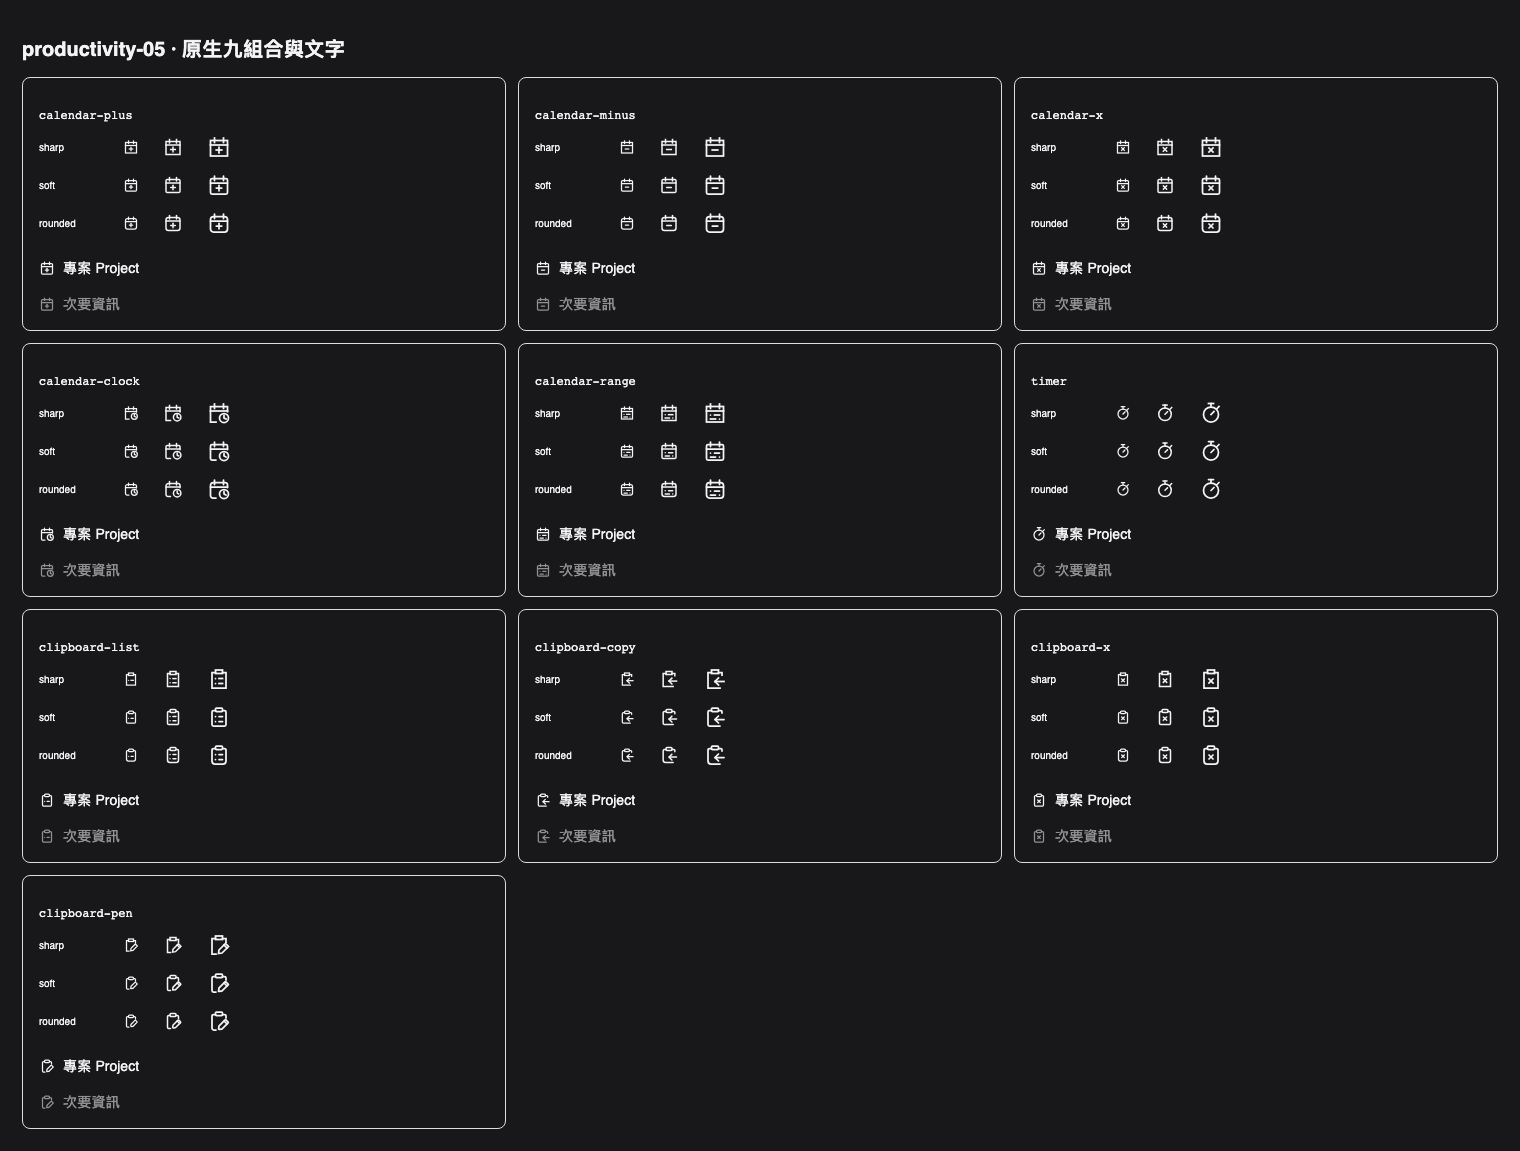 productivity-05 · 原生九組合與文字
calendar-plus
sharp
soft
rounded
專案 Project
次要資訊
calendar-minus
sharp
soft
rounded
專案 Project
次要資訊
calendar-x
sharp
soft
rounded
專案 Project
次要資訊
calendar-clock
sharp
soft
rounded
專案 Project
次要資訊
calendar-range
sharp
soft
rounded
專案 Project
次要資訊
timer
sharp
soft
rounded
專案 Project
次要資訊
clipboard-list
sharp
soft
rounded
專案 Project
次要資訊
clipboard-copy
sharp
soft
rounded
專案 Project
次要資訊
clipboard-x
sharp
soft
rounded
專案 Project
次要資訊
clipboard-pen
sharp
soft
rounded
專案 Project
次要資訊